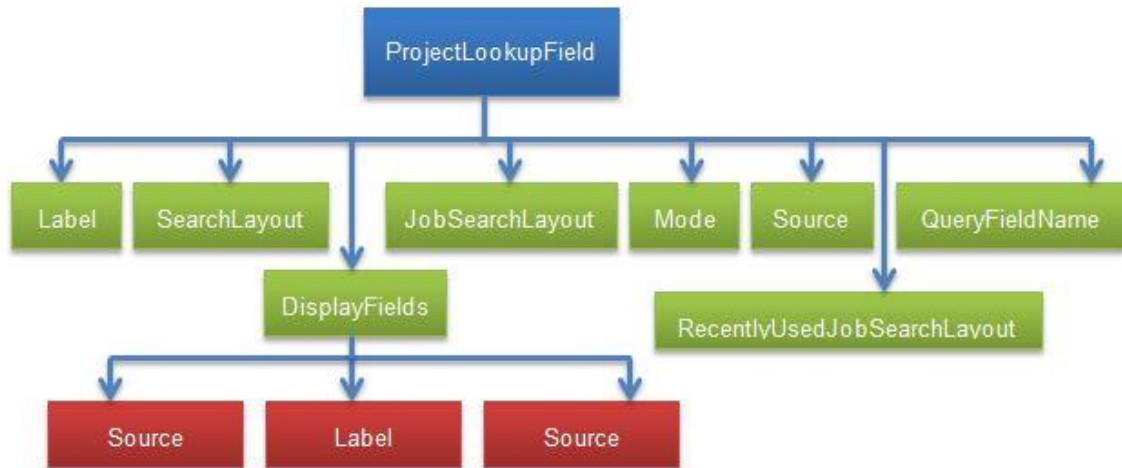 ProjectLookupField
Label
SearchLayout
JobSearchLayout
Mode
Source
QueryFieldName
DisplayFields
RecentlyUsedJobSearchLayout
Source
Label
Source